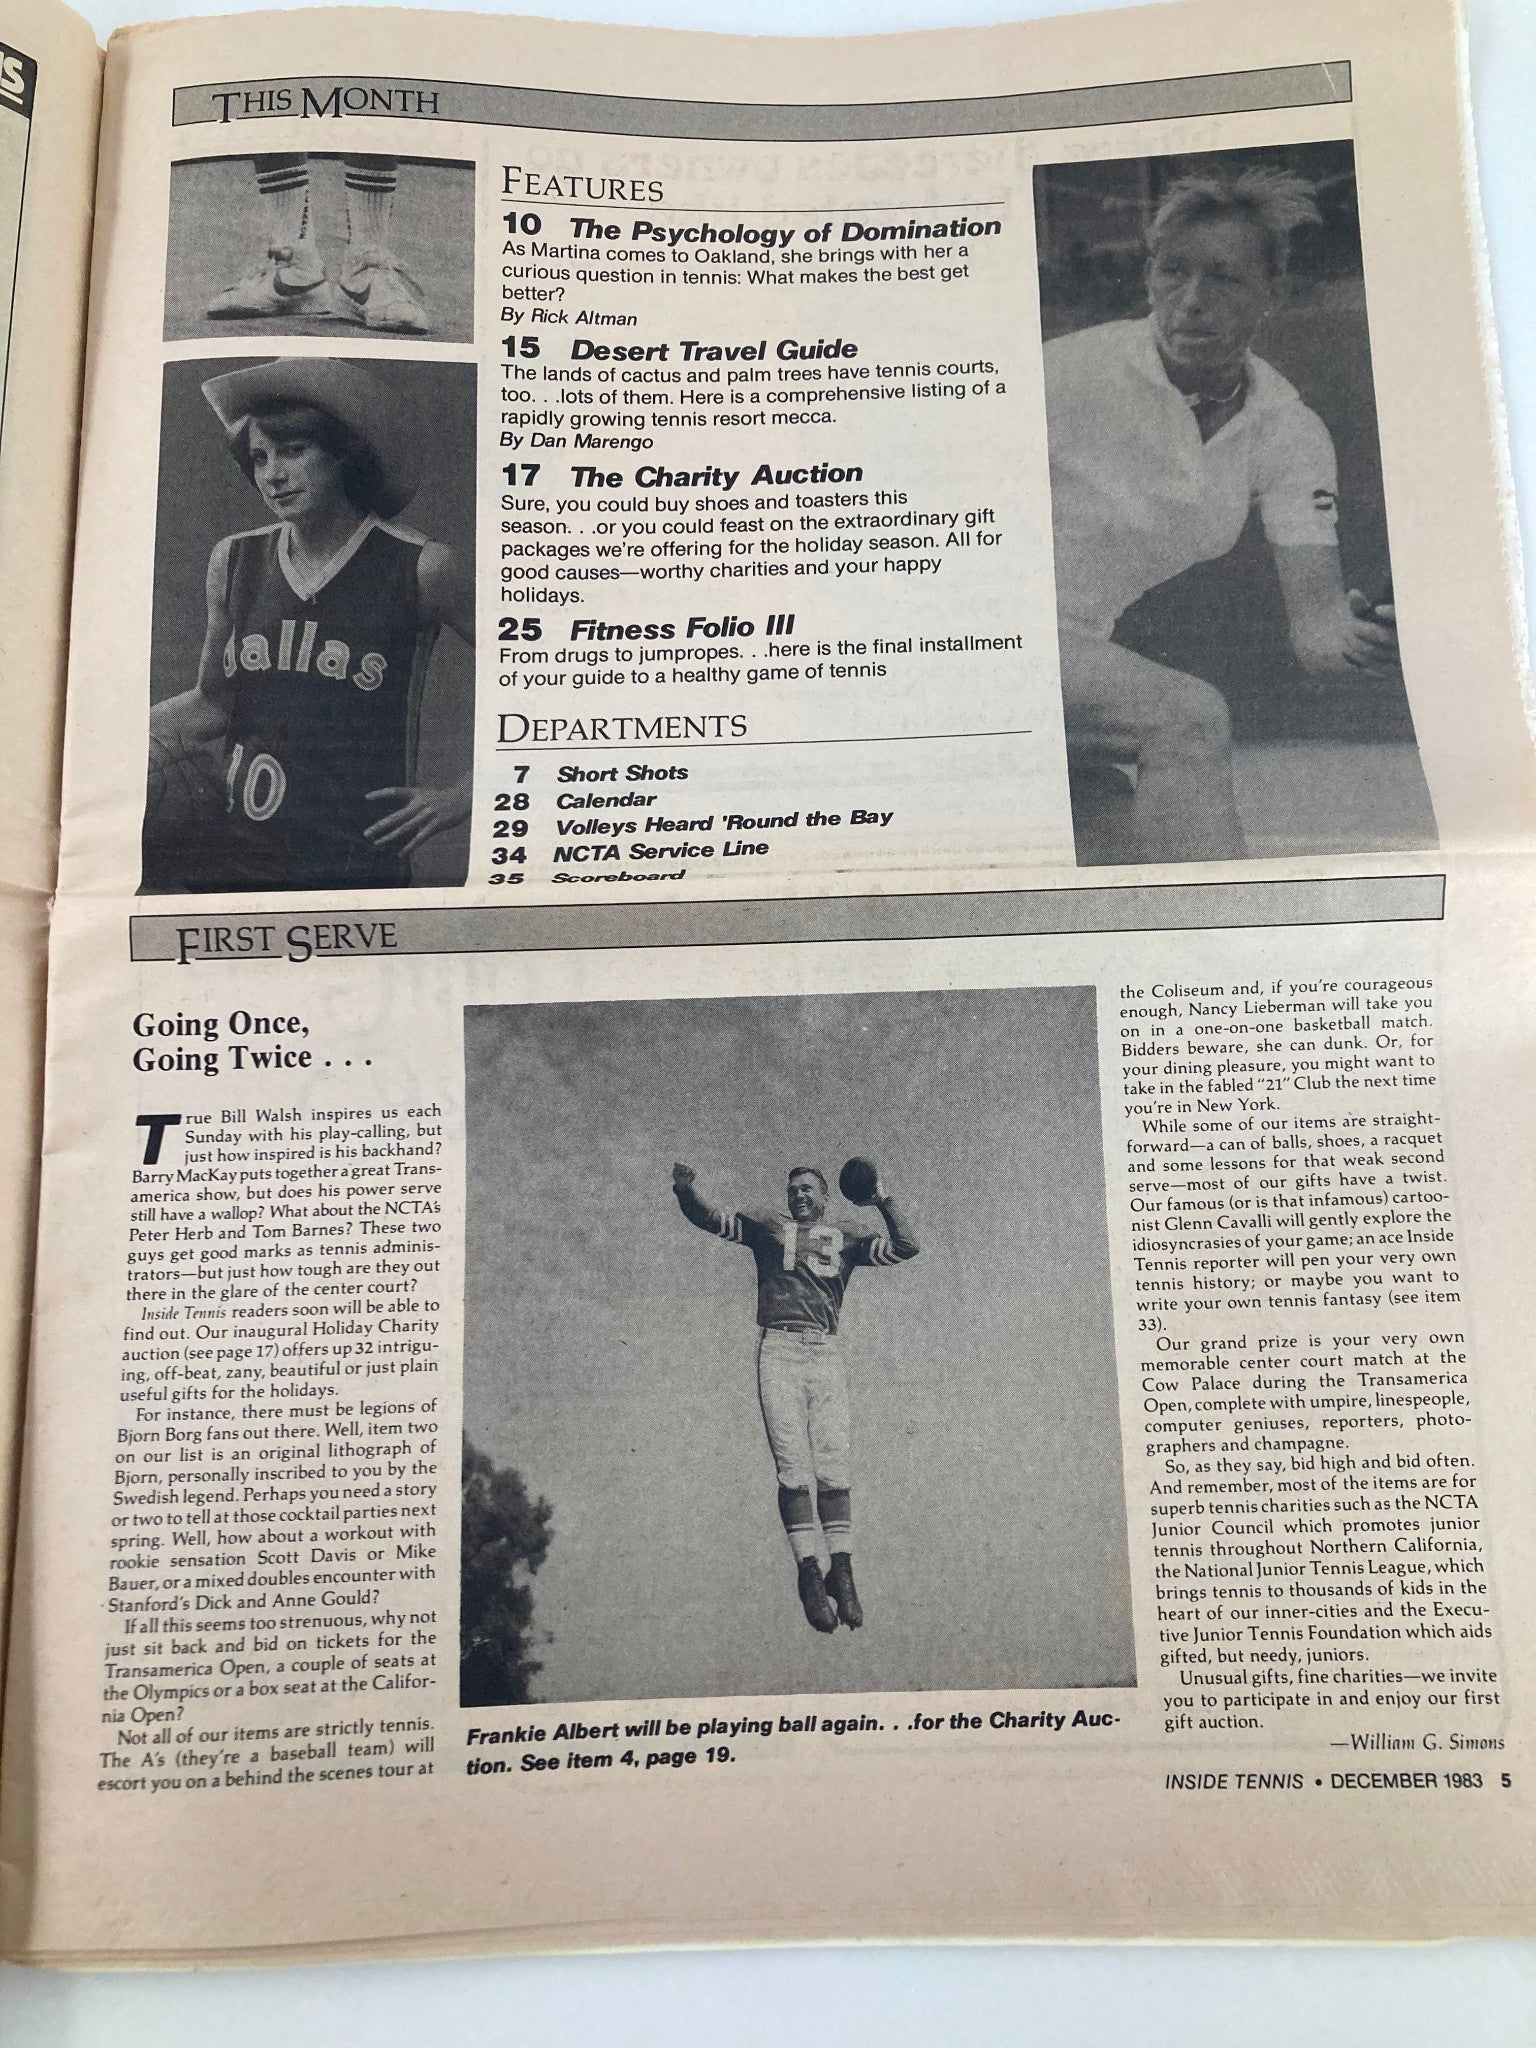 THIS MONTH
FEATURES
10 The Psychology of Domination
As Martina comes to Oakland, she brings with her a
curious question in tennis: What makes the best get
better?
By Rick Altman
15 Desert Travel Guide
The lands of cactus and palm trees have tennis courts,
too. . .lots of them. Here is a comprehensive listing of a
rapidly growing tennis resort mecca.
By Dan Marengo
17 The Charity Auction
Sure, you could buy shoes and toasters this
season. . .or you could feast on the extraordinary gift
packages we're offering for the holiday season. All for
good causes—worthy charities and your happy
holidays.
25 Fitness Folio III
From drugs to jumpropes. . .here is the final installment
of your guide to a healthy game of tennis
DEPARTMENTS
7 Short Shots
28 Calendar
29 Volleys Heard 'Round the Bay
34 NCTA Service Line
35 Scoreboard
dallas
10
FIRST SERVE
Going Once,
Going Twice . . .
True Bill Walsh inspires us each
Sunday with his play-calling, but
just how inspired is his backhand?
Barry MacKay puts together a great Trans-
america show, but does his power serve
still have a wallop? What about the NCTA's
Peter Herb and Tom Barnes? These two
guys get good marks as tennis adminis-
trators—but just how tough are they out
there in the glare of the center court?
Inside Tennis readers soon will be able to
find out. Our inaugural Holiday Charity
auction (see page 17) offers up 32 intrigu-
ing, off-beat, zany, beautiful or just plain
useful gifts for the holidays.
For instance, there must be legions of
Bjorn Borg fans out there. Well, item two
on our list is an original lithograph of
Bjorn, personally inscribed to you by the
Swedish legend. Perhaps you need a story
or two to tell at those cocktail parties next
spring. Well, how about a workout with
rookie sensation Scott Davis or Mike
Bauer, or a mixed doubles encounter with
Stanford's Dick and Anne Gould?
If all this seems too strenuous, why not
just sit back and bid on tickets for the
Transamerica Open, a couple of seats at
the Olympics or a box seat at the Califor-
nia Open?
Not all of our items are strictly tennis.
The A's (they're a baseball team) will
escort you on a behind the scenes tour at
13
Frankie Albert will be playing ball again. . .for the Charity Auc-
tion. See item 4, page 19.
the Coliseum and, if you're courageous
enough, Nancy Lieberman will take you
on in a one-on-one basketball match.
Bidders beware, she can dunk. Or, for
your dining pleasure, you might want to
take in the fabled "21" Club the next time
you're in New York.
While some of our items are straight-
forward—a can of balls, shoes, a racquet
and some lessons for that weak second
serve—most of our gifts have a twist.
Our famous (or is that infamous) cartoo-
nist Glenn Cavalli will gently explore the
idiosyncrasies of your game; an ace Inside
Tennis reporter will pen your very own
tennis history; or maybe you want to
write your own tennis fantasy (see item
33).
Our grand prize is your very own
memorable center court match at the
Cow Palace during the Transamerica
Open, complete with umpire, linespeople,
computer geniuses, reporters, photo-
graphers and champagne.
So, as they say, bid high and bid often.
And remember, most of the items are for
superb tennis charities such as the NCTA
Junior Council which promotes junior
tennis throughout Northern California,
the National Junior Tennis League, which
brings tennis to thousands of kids in the
heart of our inner-cities and the Execu-
tive Junior Tennis Foundation which aids
gifted, but needy, juniors.
Unusual gifts, fine charities—we invite
you to participate in and enjoy our first
gift auction.
—William G. Simons
INSIDE TENNIS • DECEMBER 1983 5